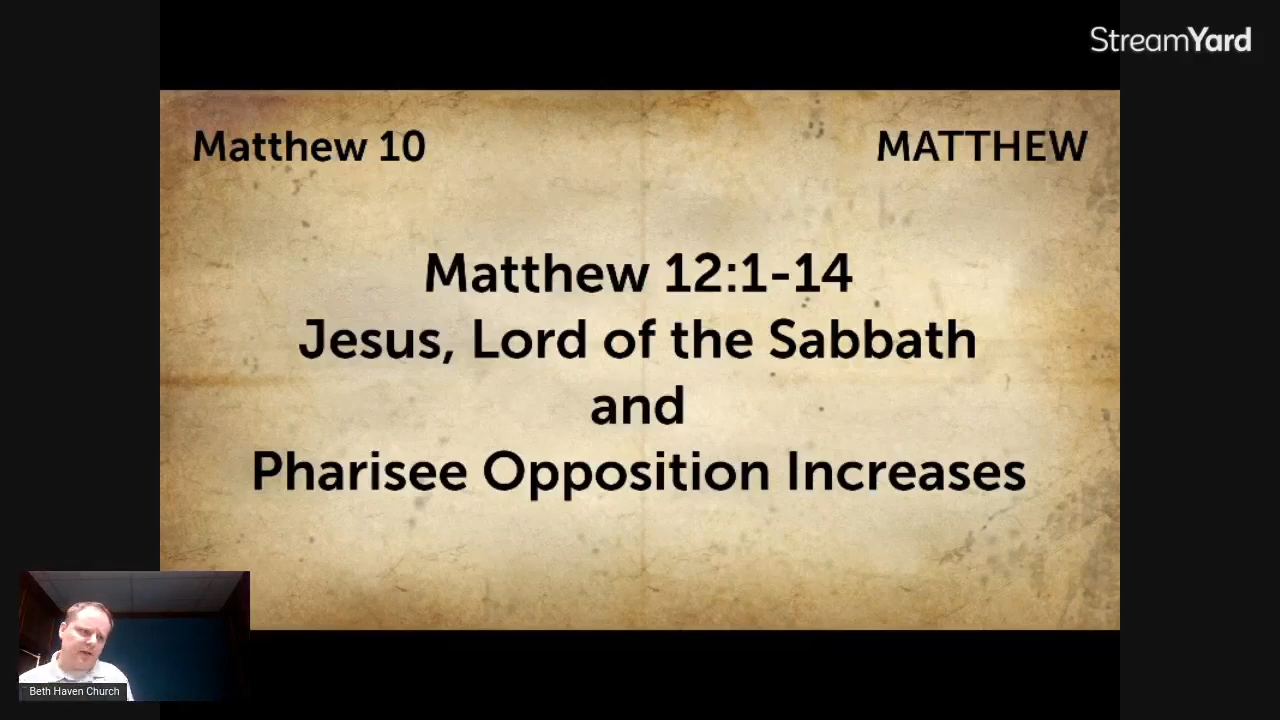 StreamYard
Matthew 10
MATTHEW
Matthew 12:1-14
Jesus, Lord of the Sabbath
and
Pharisee Opposition Increases
Beth Haven Church